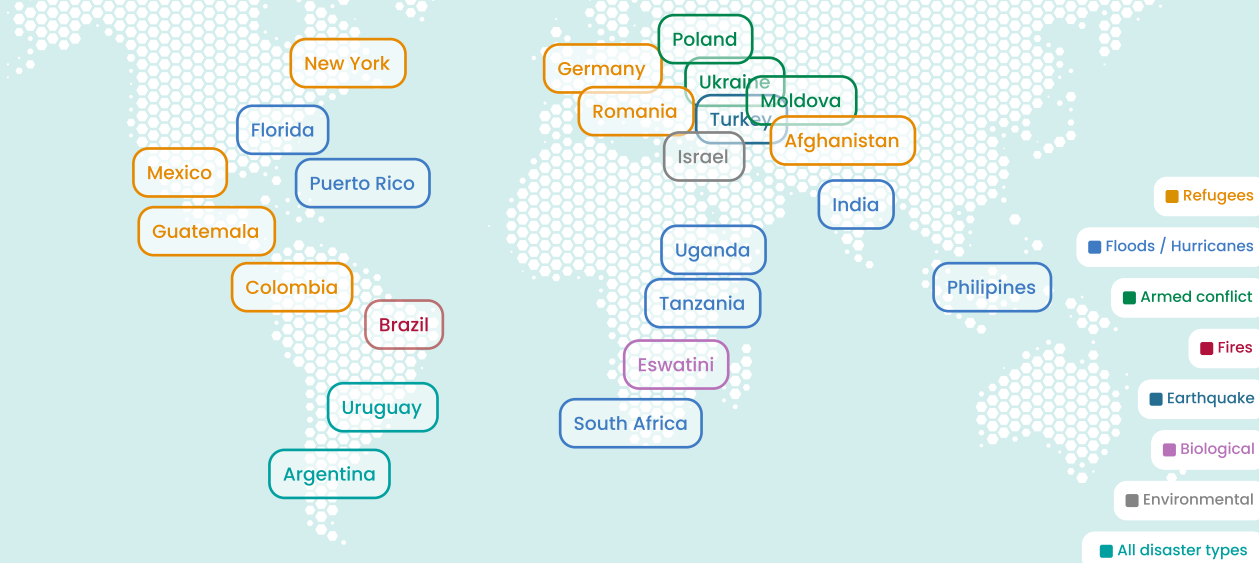 Poland
New York
Germany
Ukraine
Moldova
Romania
Turkey
Florida
Afghanistan
Israel
Mexico
Puerto Rico
Refugees
India
Guatemala
Floods / Hurricanes
Uganda
Colombia
Philipines
Armed conflict
Tanzania
Brazil
Fires
Eswatini
Earthquake
Uruguay
South Africa
Biological
Argentina
Environmental
All disaster types